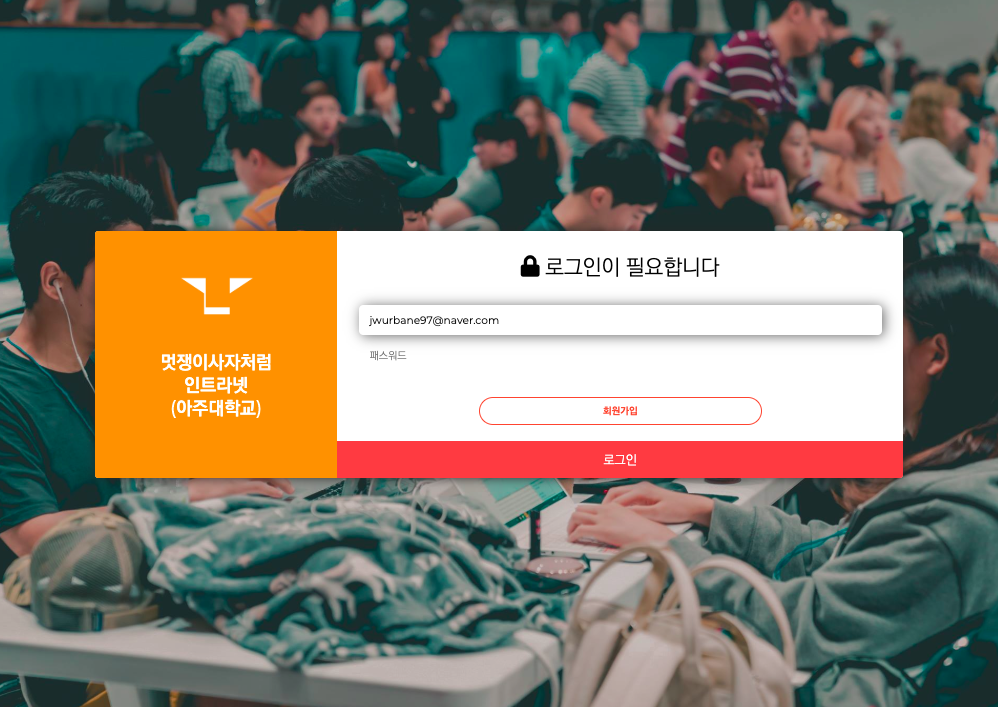 멋쟁이사자처럼
인트라넷
(아주대학교)
로그인이 필요합니다
jwurbane97@naver.com
패스워드
회원가입
로그인